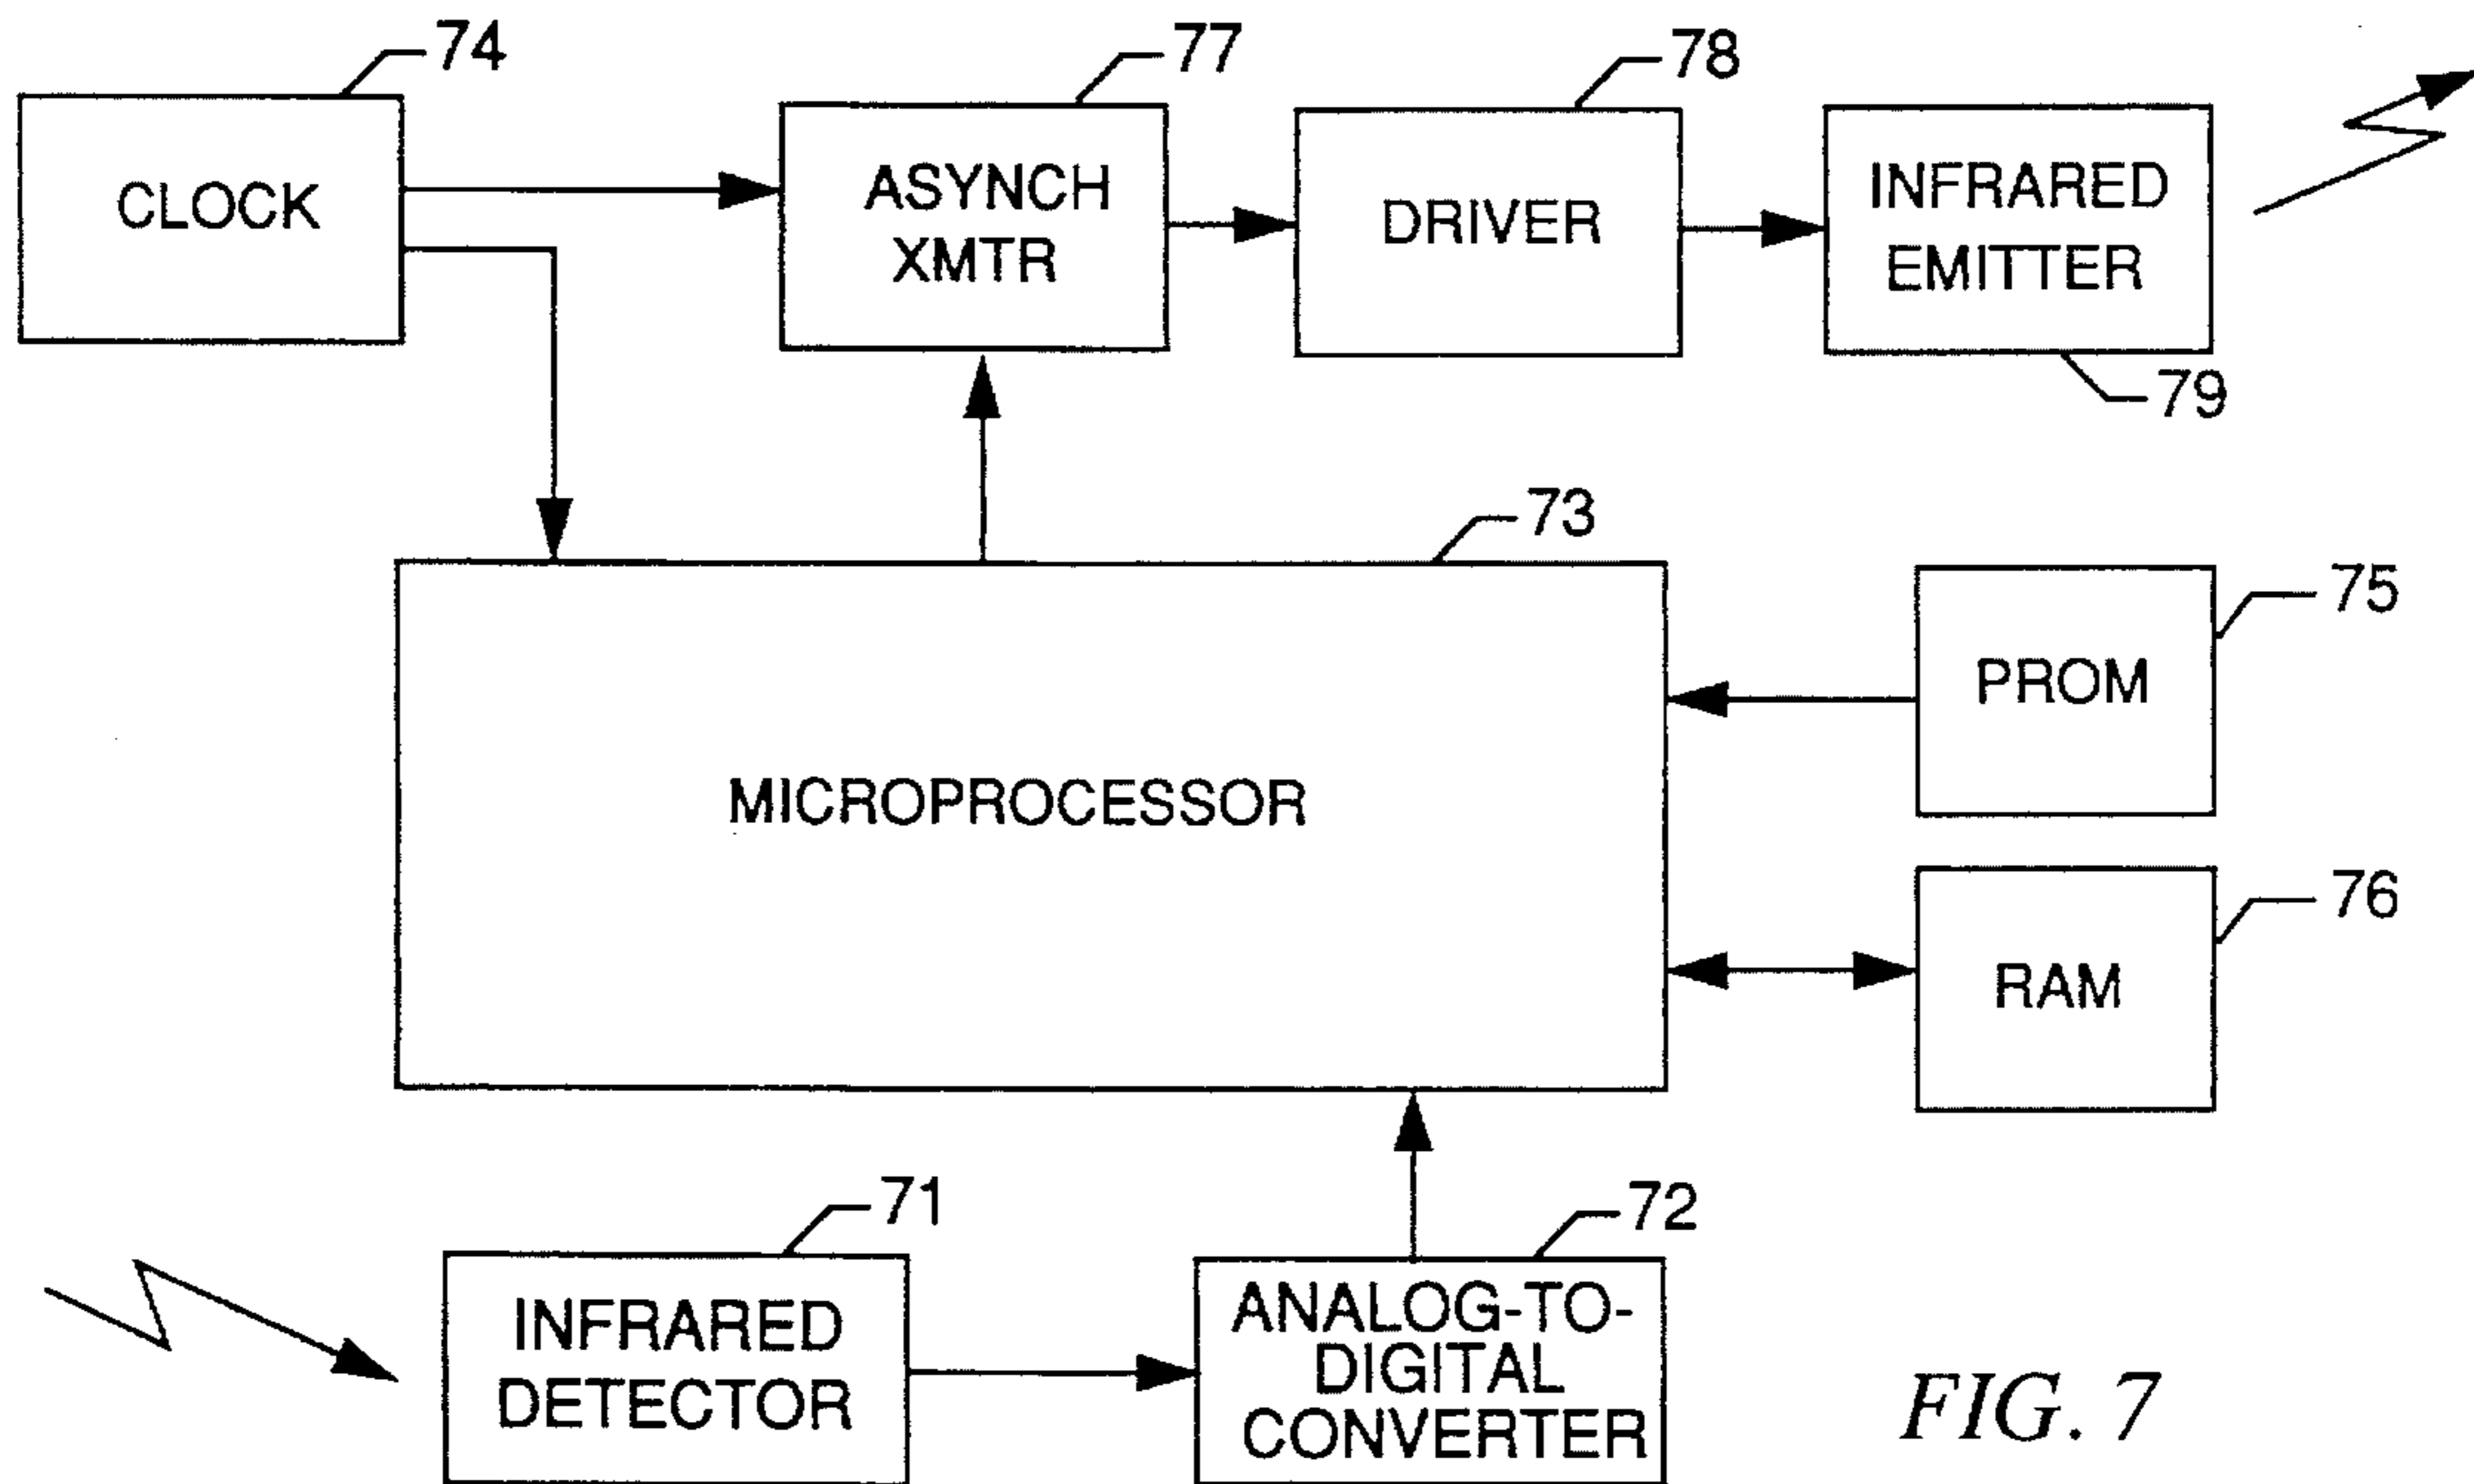 74
77
78
CLOCK
ASYNCH
XMTR
DRIVER
INFRARED
EMITTER
79
73
75
MICROPROCESSOR
PROM
76
RAM
71
72
INFRARED
DETECTOR
ANALOG-TO-
DIGITAL
CONVERTER
FIG. 7